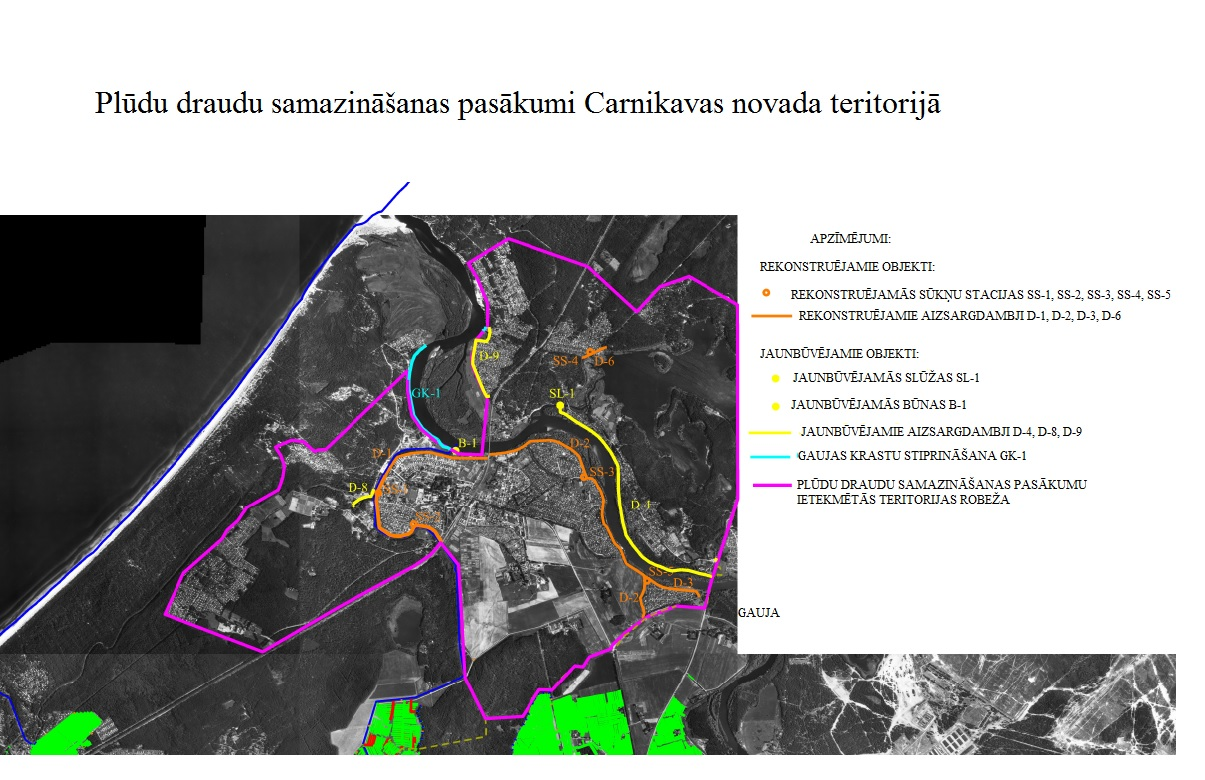 Plūdu draudu samazināšanas pasākumi Carnikavas novada teritorijā
APZĪMĒJUMI:
REKONSTRUĒJAMIE OBJEKTI:
REKONSTRUĒJAMĀS SŪKŅU STACIJAS SS-1, SS-2, SS-3, SS-4, SS-5
REKONSTRUĒJAMIE AIZSARGDAMBJI D-1, D-2, D-3, D-6
JAUNBŪVĒJAMIE OBJEKTI:
JAUNBŪVĒJAMĀS SLŪŽAS SL-1
JAUNBŪVĒJAMĀS BŪNAS B-1
JAUNBŪVĒJAMIE AIZSARGDAMBJI D-4, D-8, D-9
GAUJAS KRASTU STIPRINĀŠANA GK-1
PLŪDU DRAUDU SAMAZINĀŠANAS PASĀKUMU
IETEKMĒTĀS TERITORIJAS ROBEŽA
D-9
SS-4
D-6
GK-1
SL-1
B-1
D-2
D-1
SS-3
D-8
D-4
SS-5
D-3
D-2
GAUJA